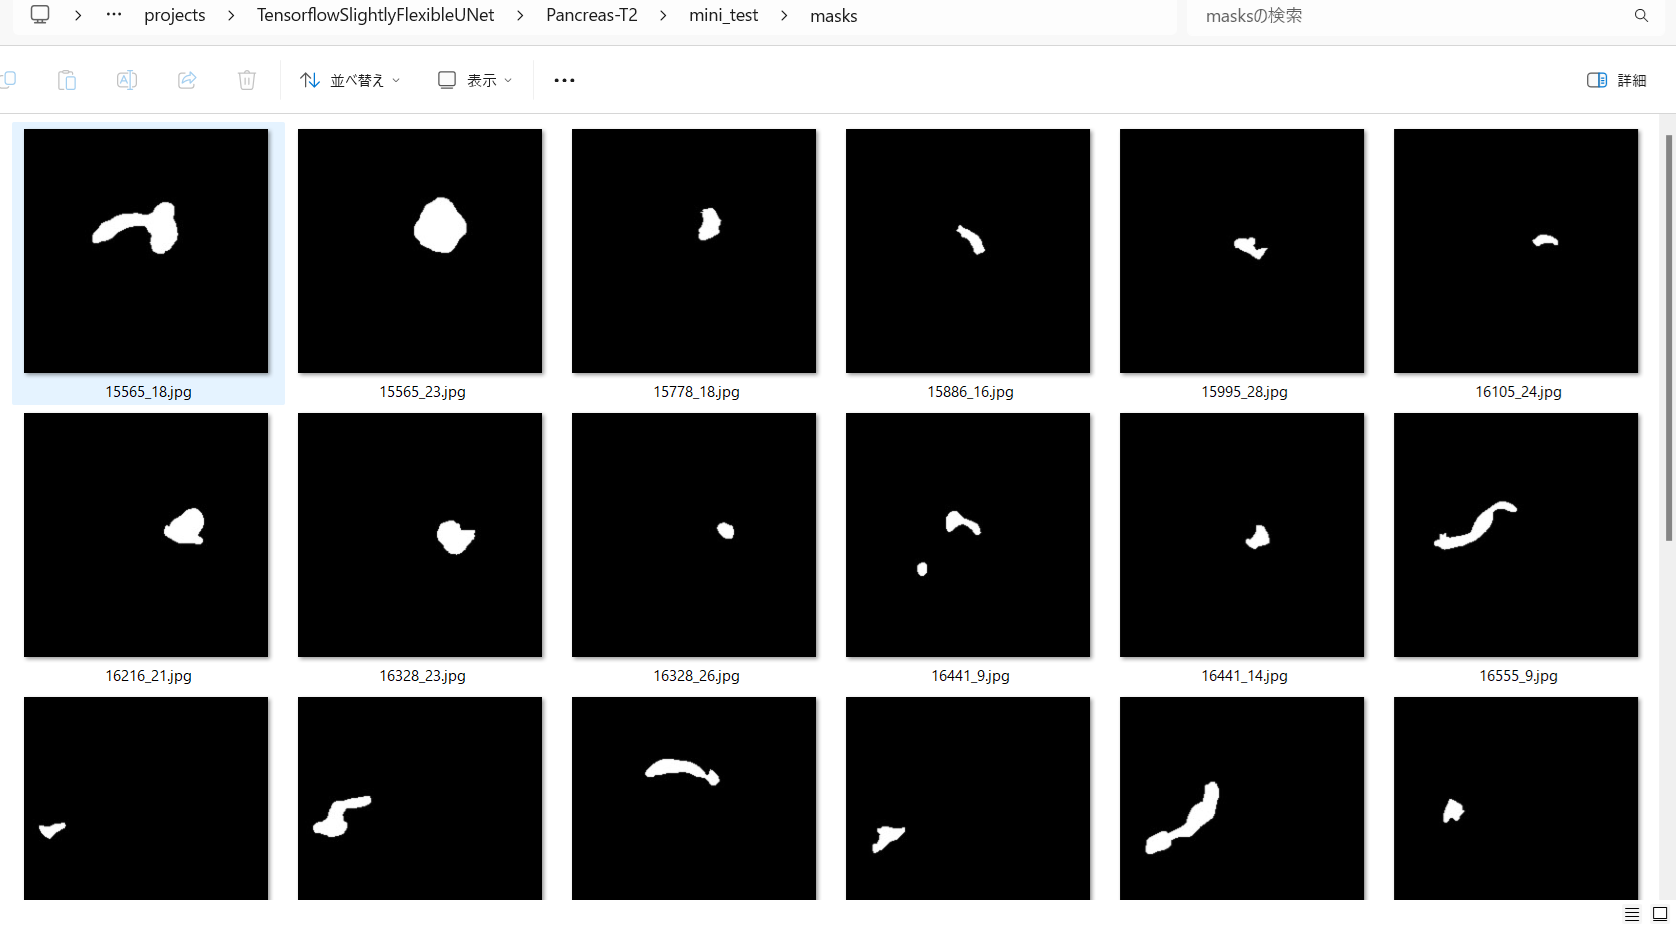 projects > TensorflowSlightlyFlexibleUNet > Pancreas-T2 > mini_test > masks
masksの検索
並べ替え
表示
詳細
15565_18.jpg
15565_23.jpg
15778_18.jpg
15886_16.jpg
15995_28.jpg
16105_24.jpg
16216_21.jpg
16328_23.jpg
16328_26.jpg
16441_9.jpg
16441_14.jpg
16555_9.jpg